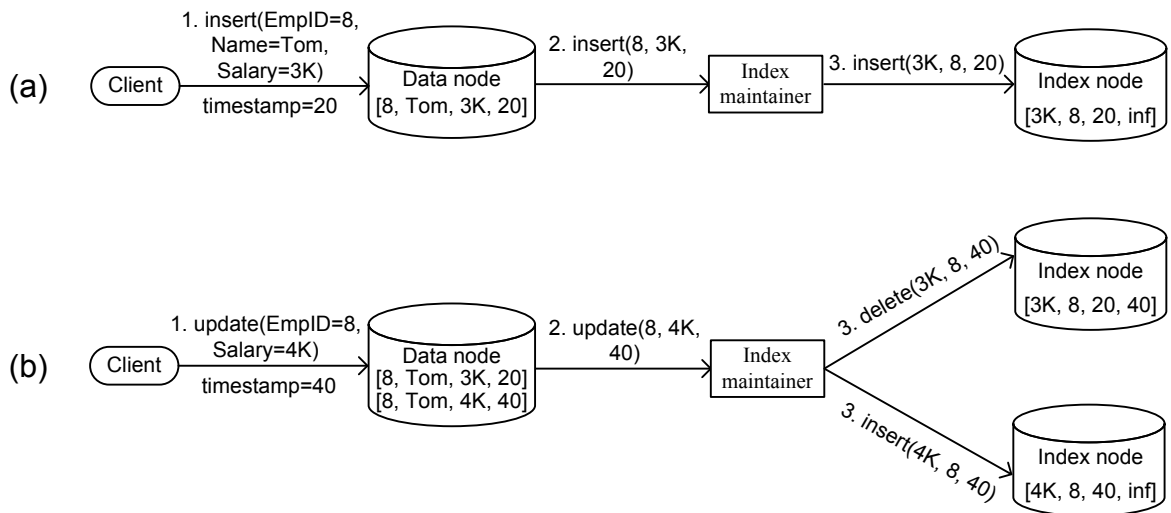 (a)
Client
1. insert(EmpID=8,
Name=Tom,
Salary=3K)
timestamp=20
Data node
[8, Tom, 3K, 20]
2. insert(8, 3K,
20)
Index
maintainer
3. insert(3K, 8, 20)
Index node
[3K, 8, 20, inf]
(b)
Client
1. update(EmpID=8,
Salary=4K)
timestamp=40
Data node
[8, Tom, 3K, 20]
[8, Tom, 4K, 40]
2. update(8, 4K,
40)
Index
maintainer
3. delete(3K, 8, 40)
Index node
[3K, 8, 20, 40]
3. insert(4K, 8, 40)
Index node
[4K, 8, 40, inf]